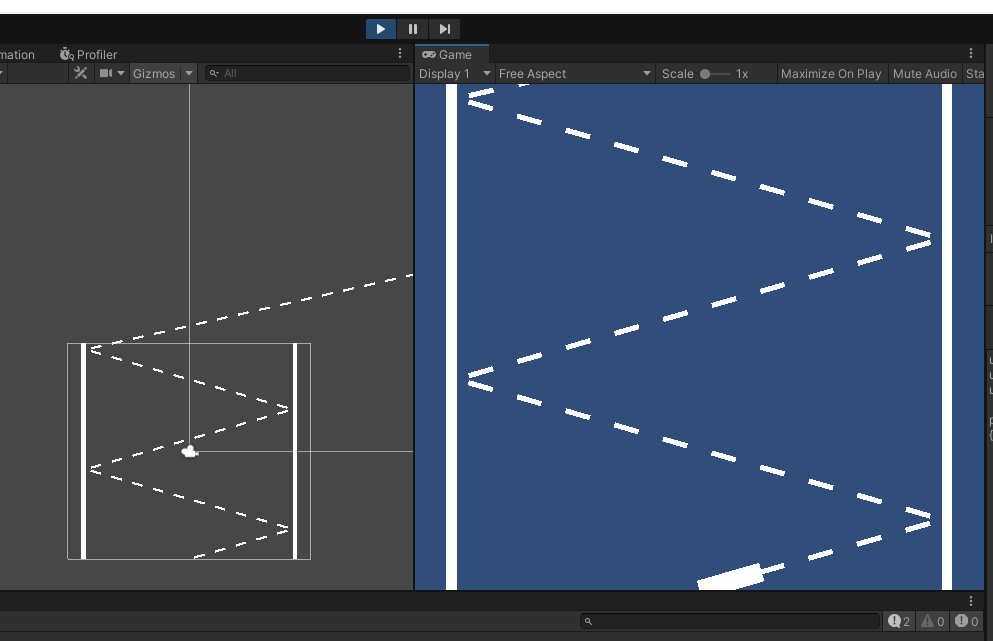 mation Profiler Game
Gizmos All Display 1 Free Aspect Scale 1x Maximize On Play Mute Audio Sta
2 0 0